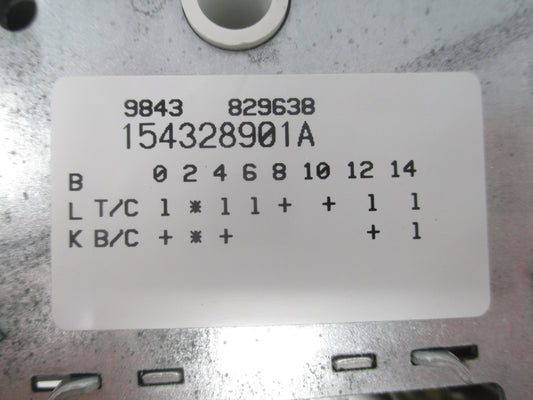 9843 829638
154328901A
B 0 2 4 6 8 10 12 14
L T/C 1 * 1 1 + + 1 1
K B/C + * + + 1